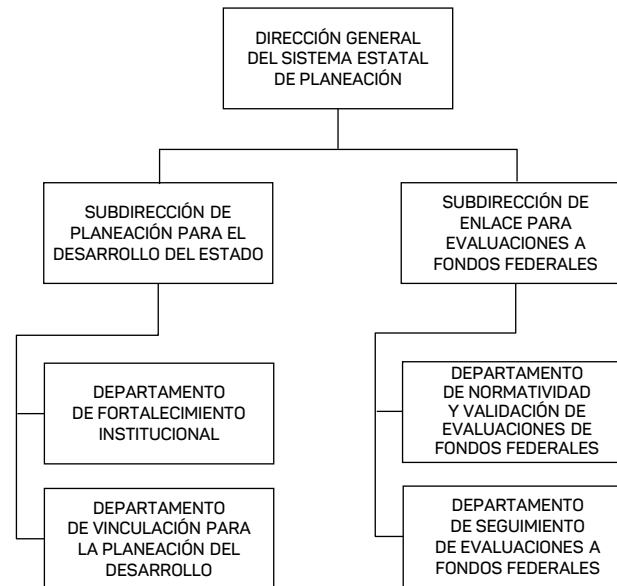 DIRECCIÓN GENERAL
DEL SISTEMA ESTATAL
DE PLANEACIÓN
SUBDIRECCIÓN DE
PLANEACIÓN PARA EL
DESARROLLO DEL ESTADO
SUBDIRECCIÓN DE
ENLACE PARA
EVALUACIONES A
FONDOS FEDERALES
DEPARTAMENTO
DE FORTALECIMIENTO
INSTITUCIONAL
DEPARTAMENTO
DE NORMATIVIDAD
Y VALIDACIÓN DE
EVALUACIONES DE
FONDOS FEDERALES
DEPARTAMENTO
DE VINCULACIÓN PARA
LA PLANEACIÓN DEL
DESARROLLO
DEPARTAMENTO
DE SEGUIMIENTO
DE EVALUACIONES A
FONDOS FEDERALES